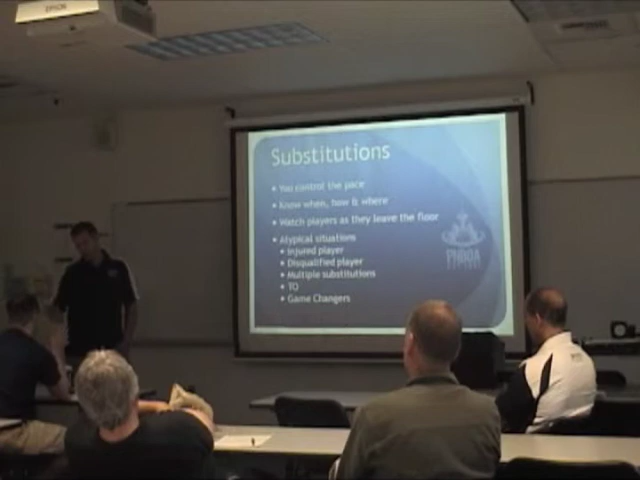 EPSON
Substitutions
• You control the pace
• Know when, how & where
• Watch players as they leave the floor
• Atypical situations
• Injured player
• Disqualified player
• Multiple substitutions
• TO
• Game Changers